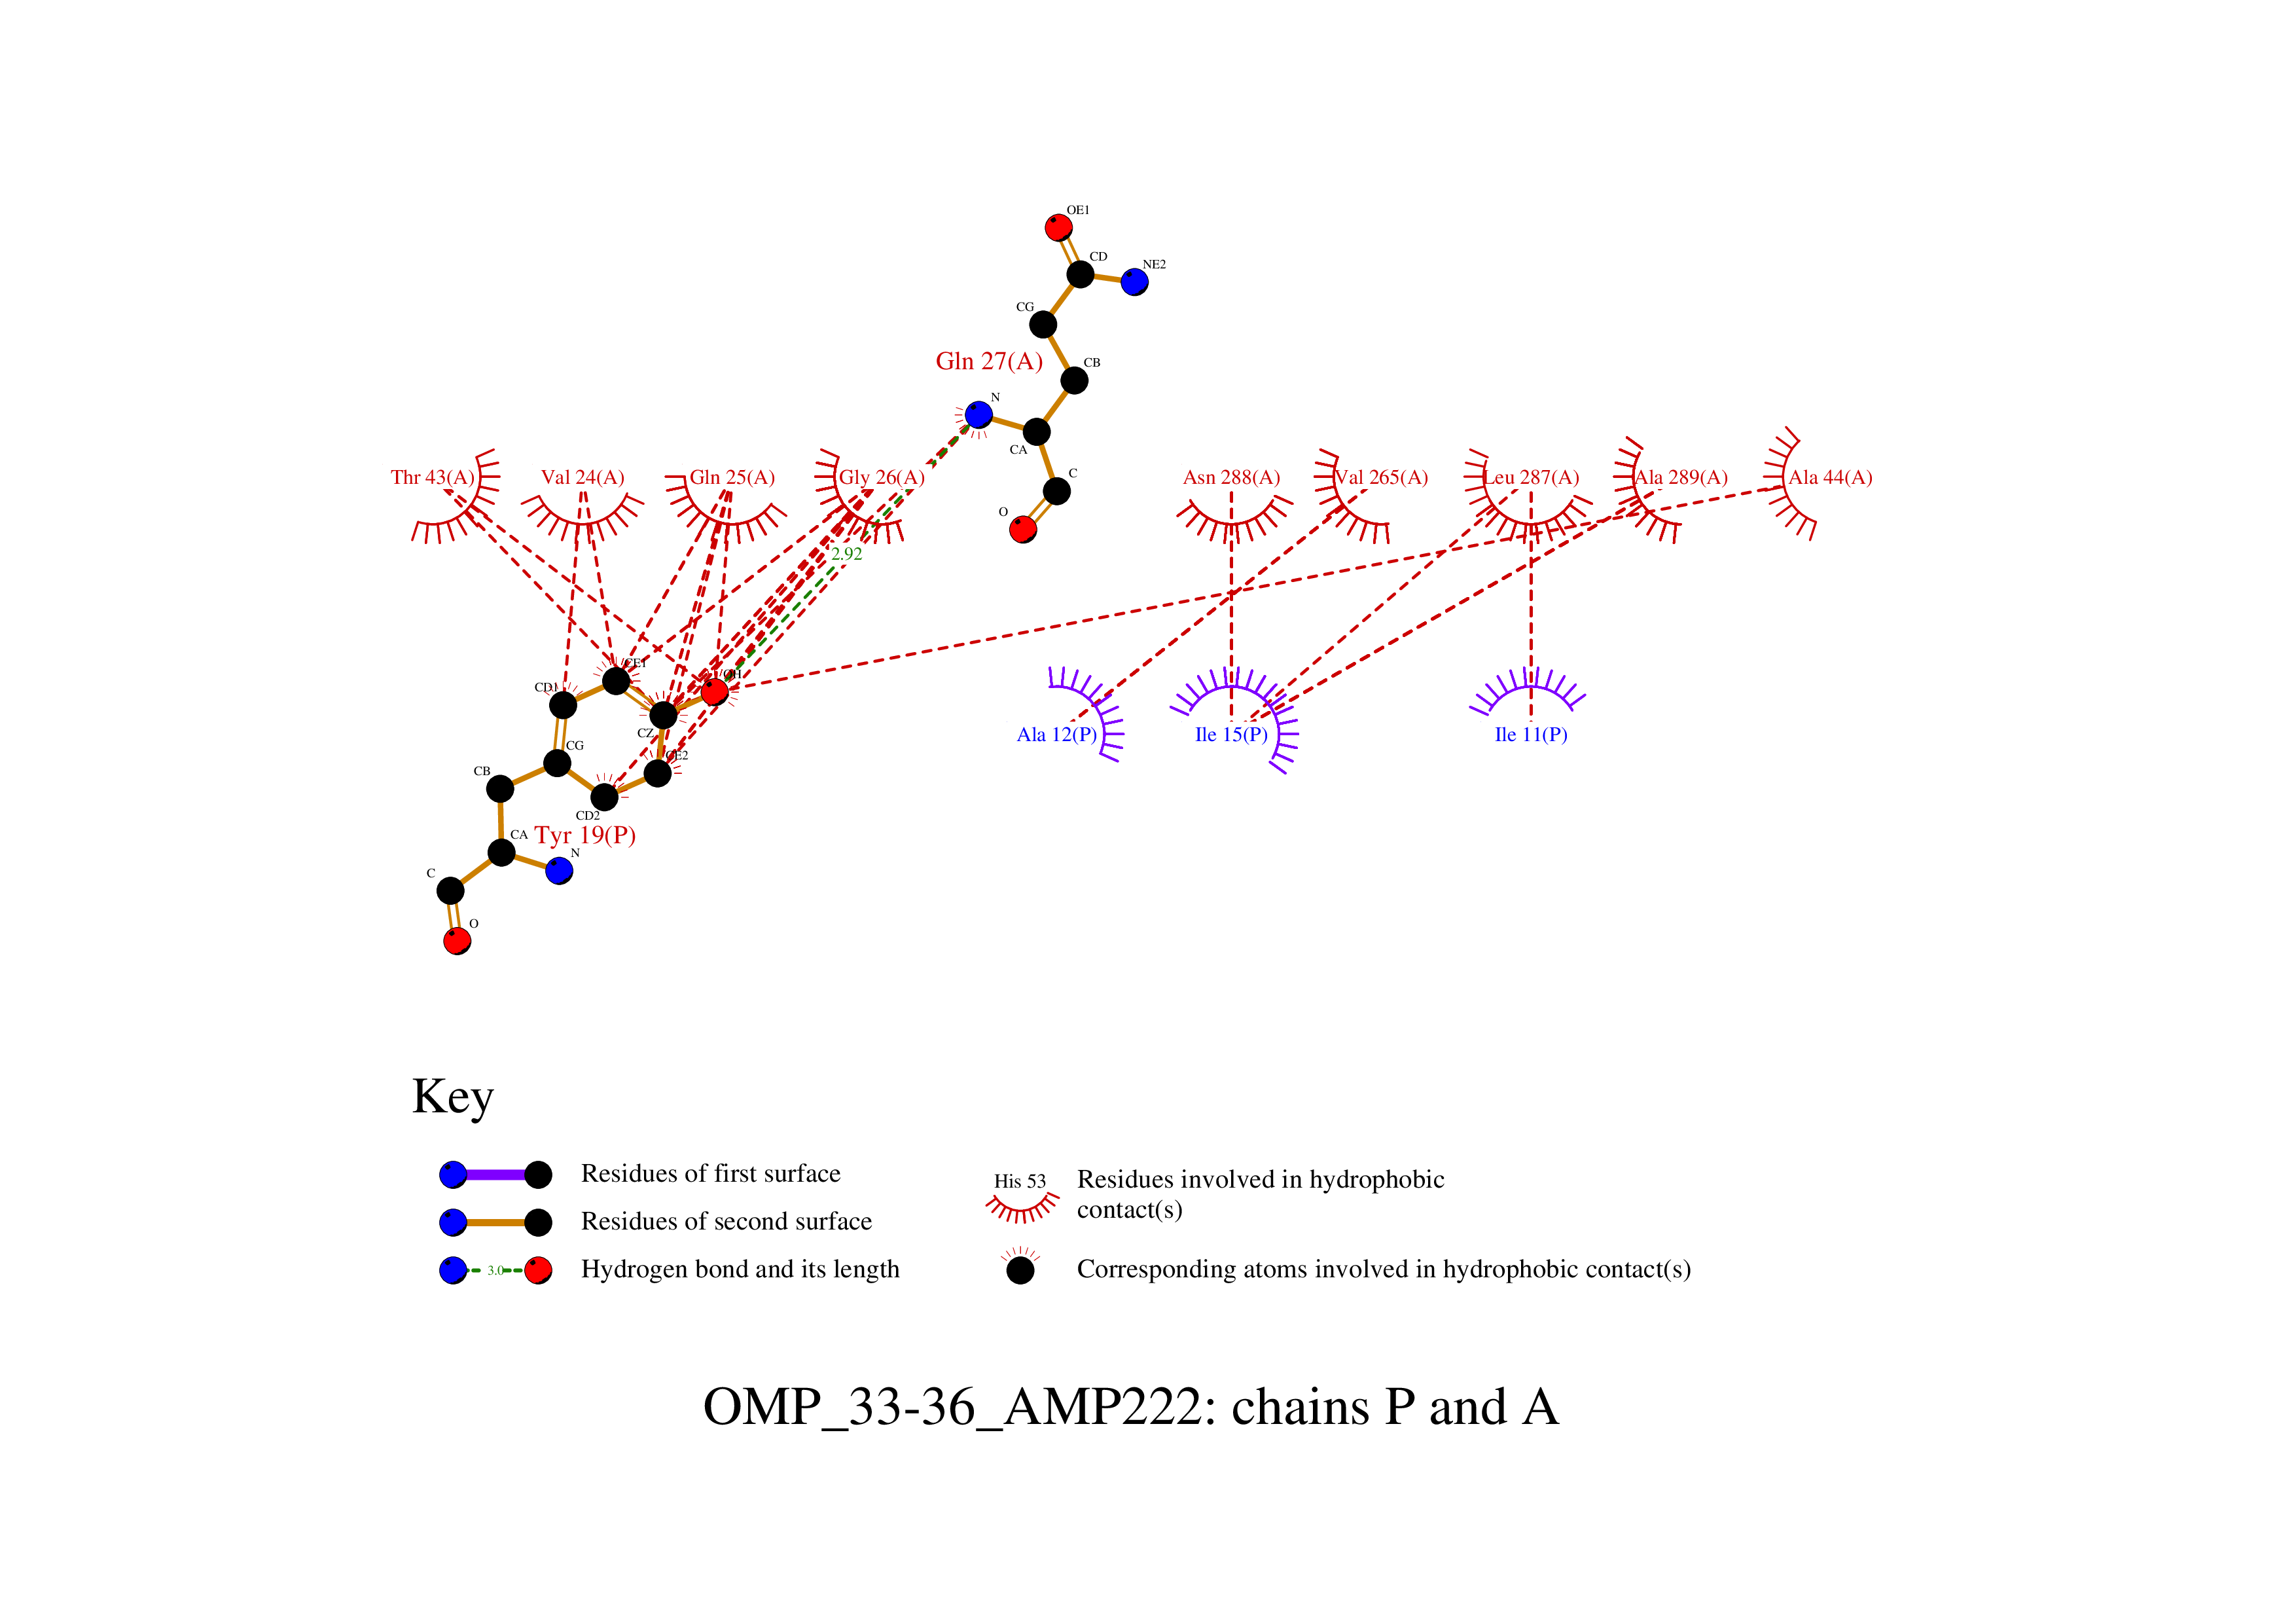 OE1
CD
NE2
CG
Gln 27(A)
CB
N
CA
C
O
Thr 43(A) Val 24(A) Gln 25(A) Gly 26(A) Asn 288(A) Val 265(A) Leu 287(A) Ala 289(A) Ala 44(A)
2.92
CE1
OH
CD1
CZ
CG
CE2
CB
CD2
CA
Tyr 19(P)
N
C
O
Ala 12(P) Ile 15(P) Ile 11(P)
Key
Residues of first surface
Residues of second surface
3.0
Hydrogen bond and its length
His 53
Residues involved in hydrophobic
contact(s)
Corresponding atoms involved in hydrophobic contact(s)
OMP_33-36_AMP222: chains P and A